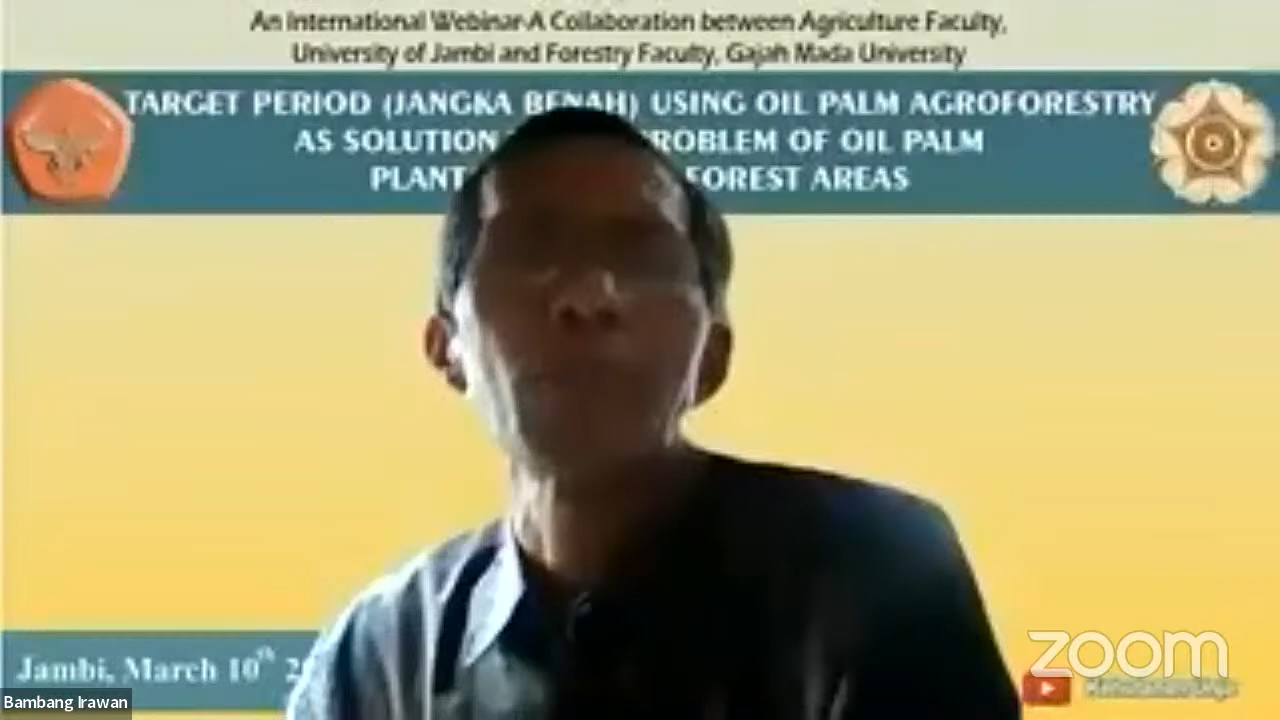 An International Webinar-A Collaboration between Agriculture Faculty,
University of Jambi and Forestry Faculty, Gajah Mada University
TARGET PERIOD (JANGKA BENAH) USING OIL PALM AGROFORESTRY
AS SOLUTION PROBLEM OF OIL PALM
PLANT FOREST AREAS
Jambi, March 10th 2
Bambang Irawan
zoom